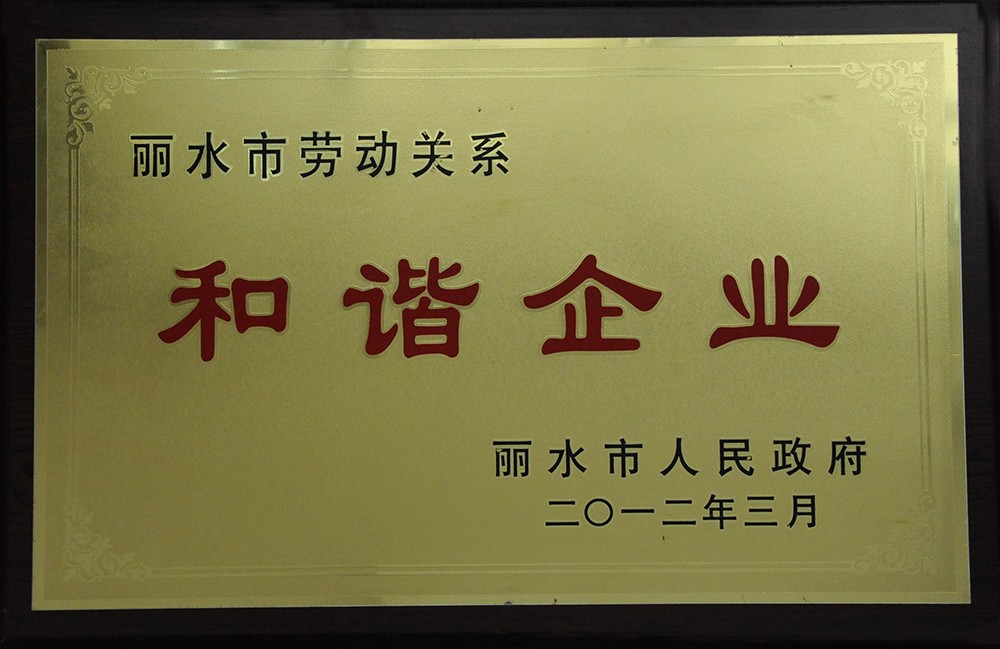 丽水市劳动关系
和谐企业
丽水市人民政府
二〇一二年三月